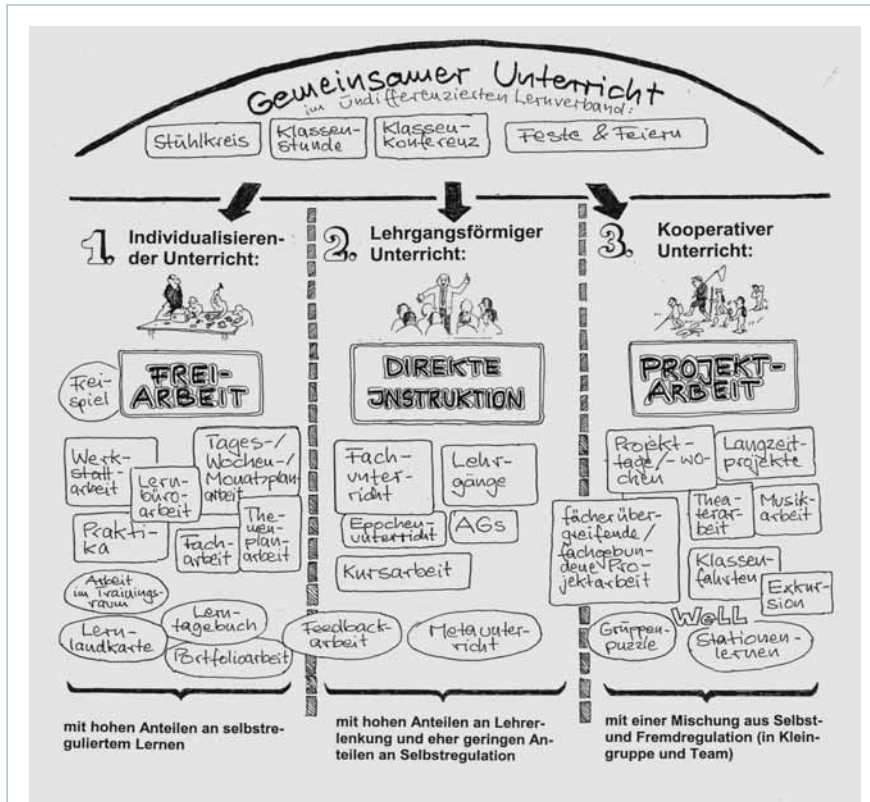 Gemeinsamer Unterricht
im undifferenzierten Lernverband:
Stuhlkreis
Klassen-
stunde
Klassen-
konferenz
Feste & Feiern
1. Individualisieren-
der Unterricht:
FREI-
ARBEIT
Frei-
spiel
Werk-
statt-
arbeit
Lern-
büro-
arbeit
Tages-/
Wochen-/
Monatsplan-
arbeit
Prakti-
ka
Fach-
arbeit
The-
men-
plan-
arbeit
Arbeit
im Trainings-
raum
Lern-
tagebuch
Lern-
landkarte
Portfolioarbeit
mit hohen Anteilen an selbstre-
guliertem Lernen
2. Lehrgangsförmiger
Unterricht:
DIREKTE
INSTRUKTION
Fach-
unter-
richt
Lehr-
gänge
Epochen-
unterricht
AGs
Kursarbeit
Feedback-
arbeit
Metaunter-
richt
mit hohen Anteilen an Lehrer-
lenkung und eher geringen An-
teilen an Selbstregulation
3. Kooperativer
Unterricht:
PROJEKT-
ARBEIT
Projekt-
tage/-wo-
chen
Langzeit-
projekte
Thea-
terar-
beit
Musik-
arbeit
fächerüber-
greifende/
fachgebun-
dene Pro-
jektarbeit
Klassen-
fahrten
Exkur-
sion
WELL
Gruppen-
puzzle
Stationen-
lernen
mit einer Mischung aus Selbst-
und Fremdregulation (in Klein-
gruppe und Team)